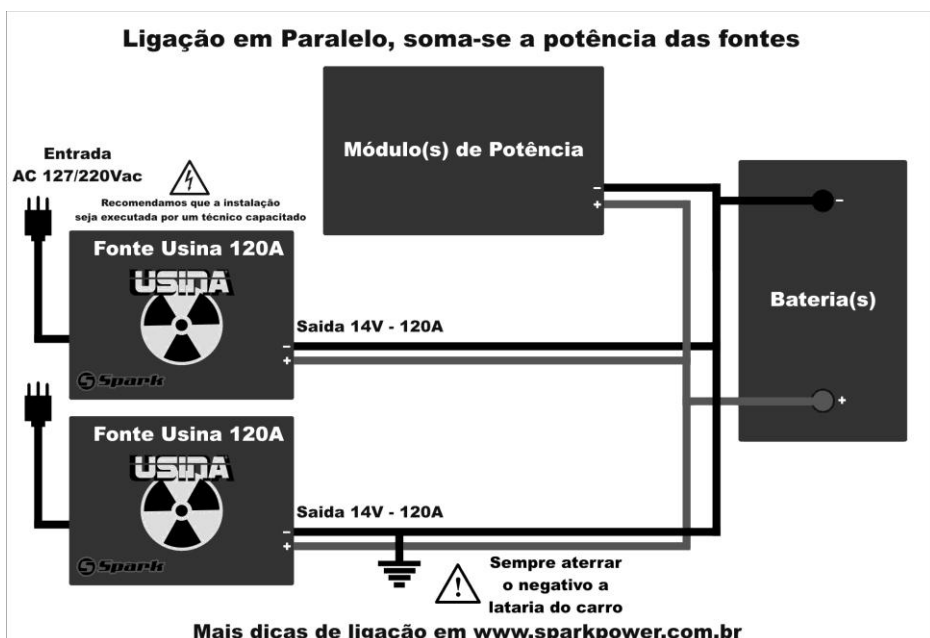 Ligação em Paralelo, soma-se a potência das fontes
Módulo(s) de Potência
-
+
Entrada
AC 127/220Vac
Recomendamos que a instalação
seja executada por um técnico capacitado
Fonte Usina 120A
USINA
Spark
-
+
Saida 14V - 120A
Bateria(s)
-
+
Fonte Usina 120A
USINA
Spark
-
+
Saida 14V - 120A
Sempre aterrar
o negativo a
lataria do carro
Mais dicas de ligação em www.sparkpower.com.br